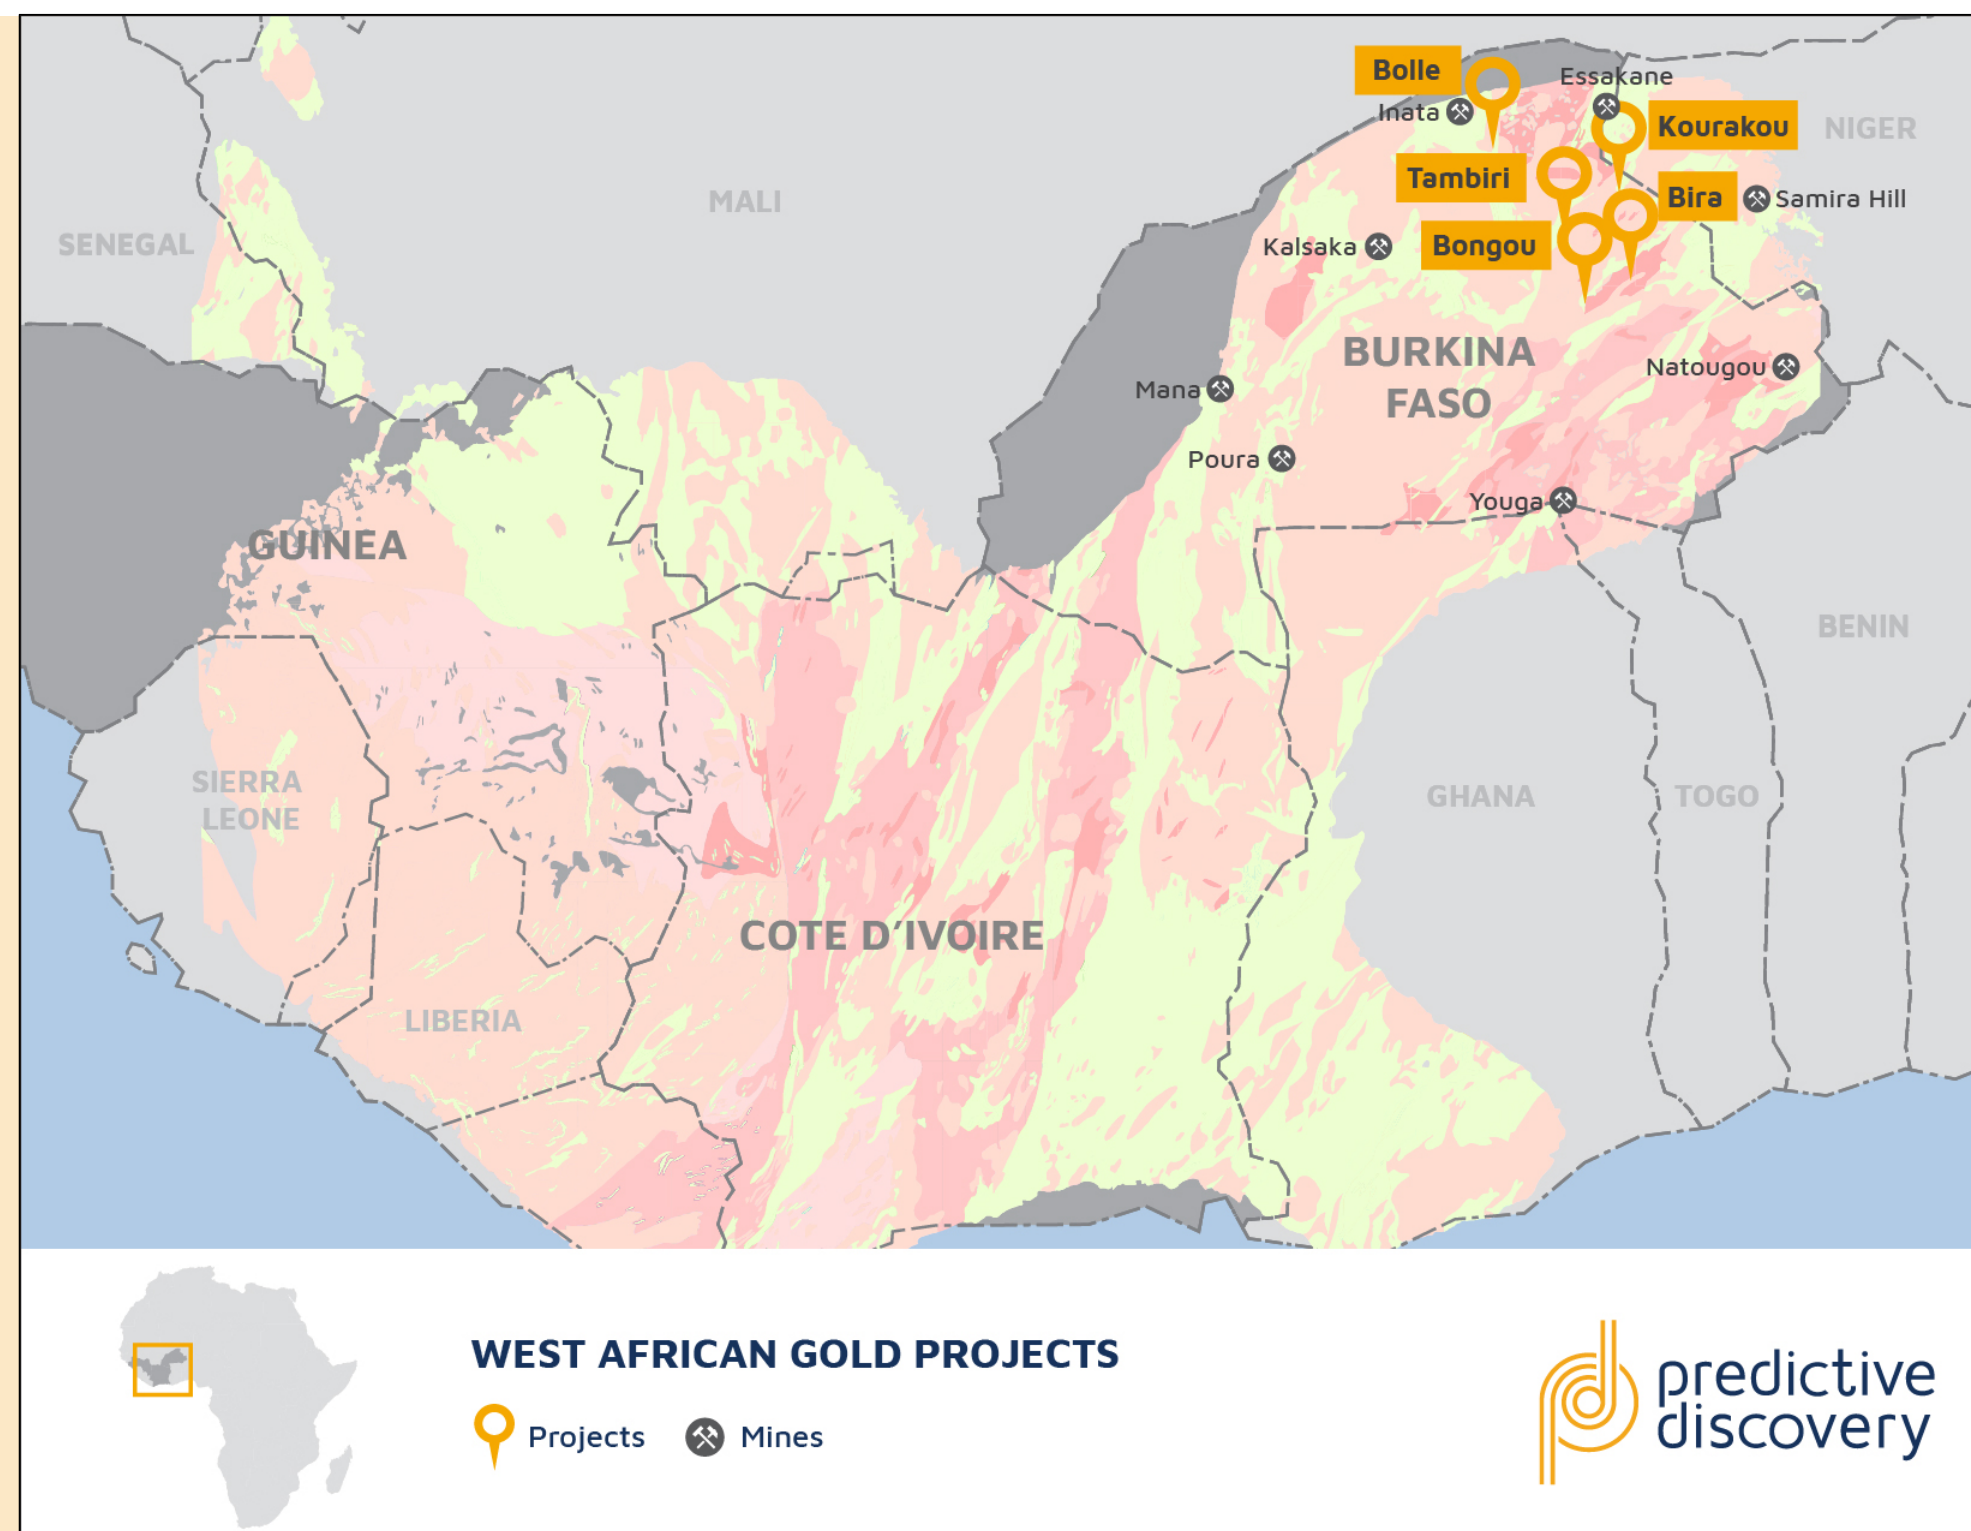 Bolle
Essakane
Inata
Kourakou
NIGER
Tambiri
MALI
Bira
Samira Hill
SENEGAL
Kalsaka
Bongou
BURKINA
FASO
Natougou
Mana
Poura
Youga
GUINEA
BENIN
SIERRA
LEONE
GHANA
TOGO
COTE D’IVOIRE
LIBERIA
WEST AFRICAN GOLD PROJECTS
Projects
Mines
predictive
discovery